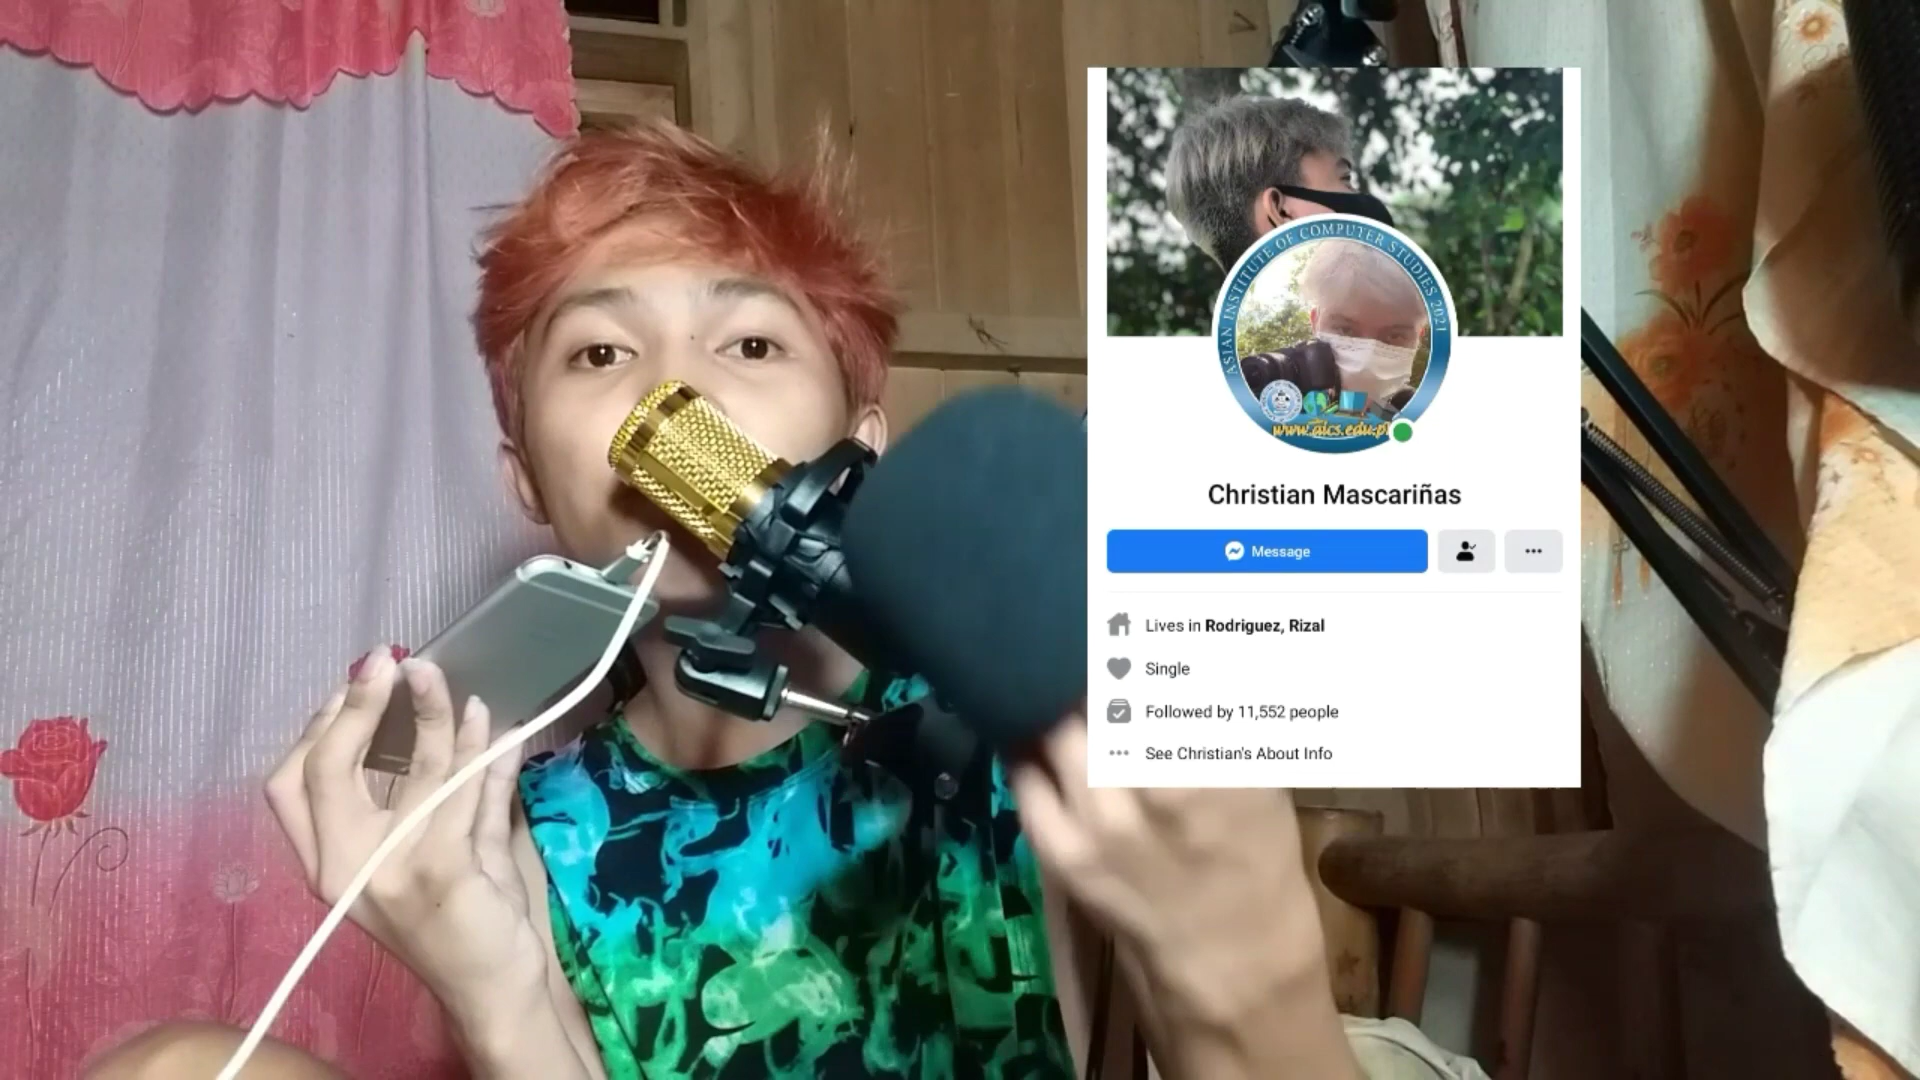 ASIAN INSTITUTE OF COMPUTER STUDIES 2021
www.aics.edu.p
Christian Mascariñas
Message
Lives in Rodriguez, Rizal
Single
Followed by 11,552 people
See Christian's About Info